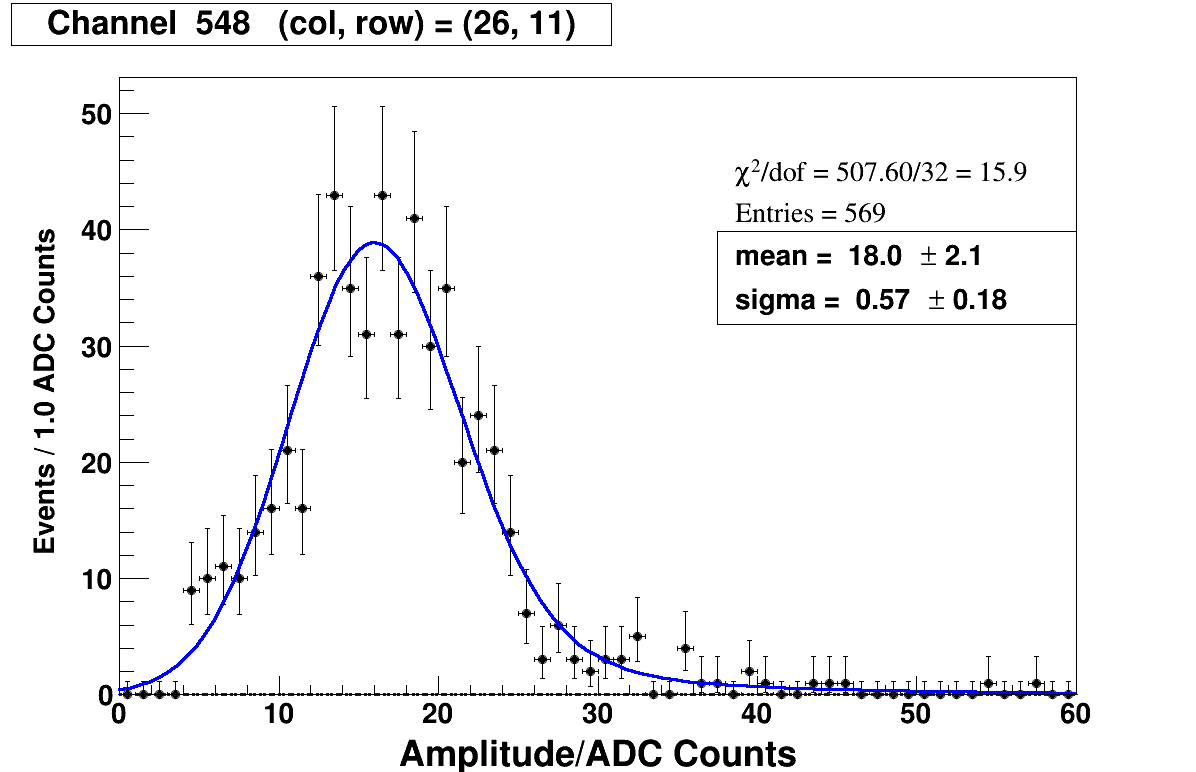 Channel 548 (col, row) = (26, 11)
50
40
30
20
10
0
Events / 1.0 ADC Counts
χ²/dof = 507.60/32 = 15.9
Entries = 569
mean = 18.0 ± 2.1
sigma = 0.57 ± 0.18
0 10 20 30 40 50 60
Amplitude/ADC Counts